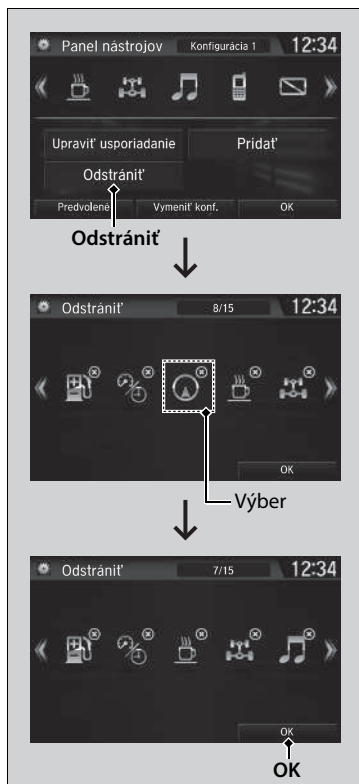 Panel nástrojov Konfigurácia 1 12:34
Upraviť usporiadanie Pridať
Odstrániť
Predvolené Vymeniť konf. OK
Odstrániť
Odstrániť 8/15 12:34
OK
Výber
Odstrániť 7/15 12:34
OK
OK